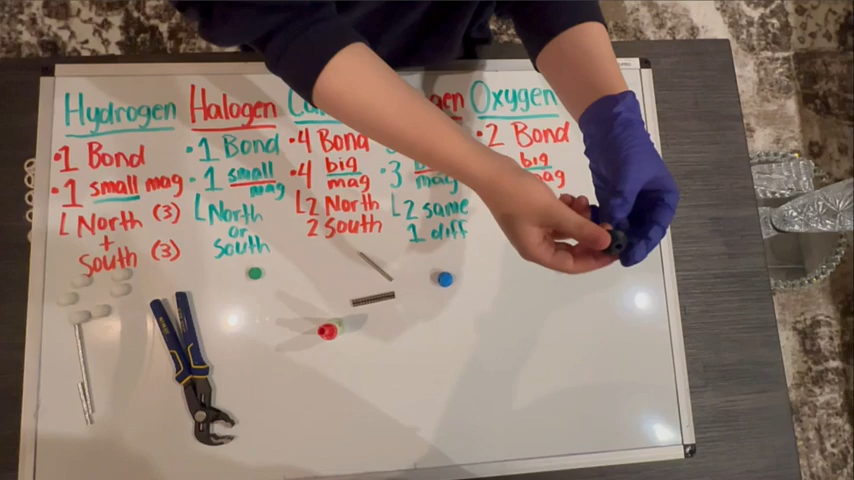 Hydrogen
•1 Bond
•1 small mag
North (3)
+
South (3)
Halogen
•1 Bond
•1 small
mag
North
or
South
•4 Bond
•4 big
mag
2 North
2 South
•3
mag
2 same
1 diff
Oxygen
•2 Bond
big